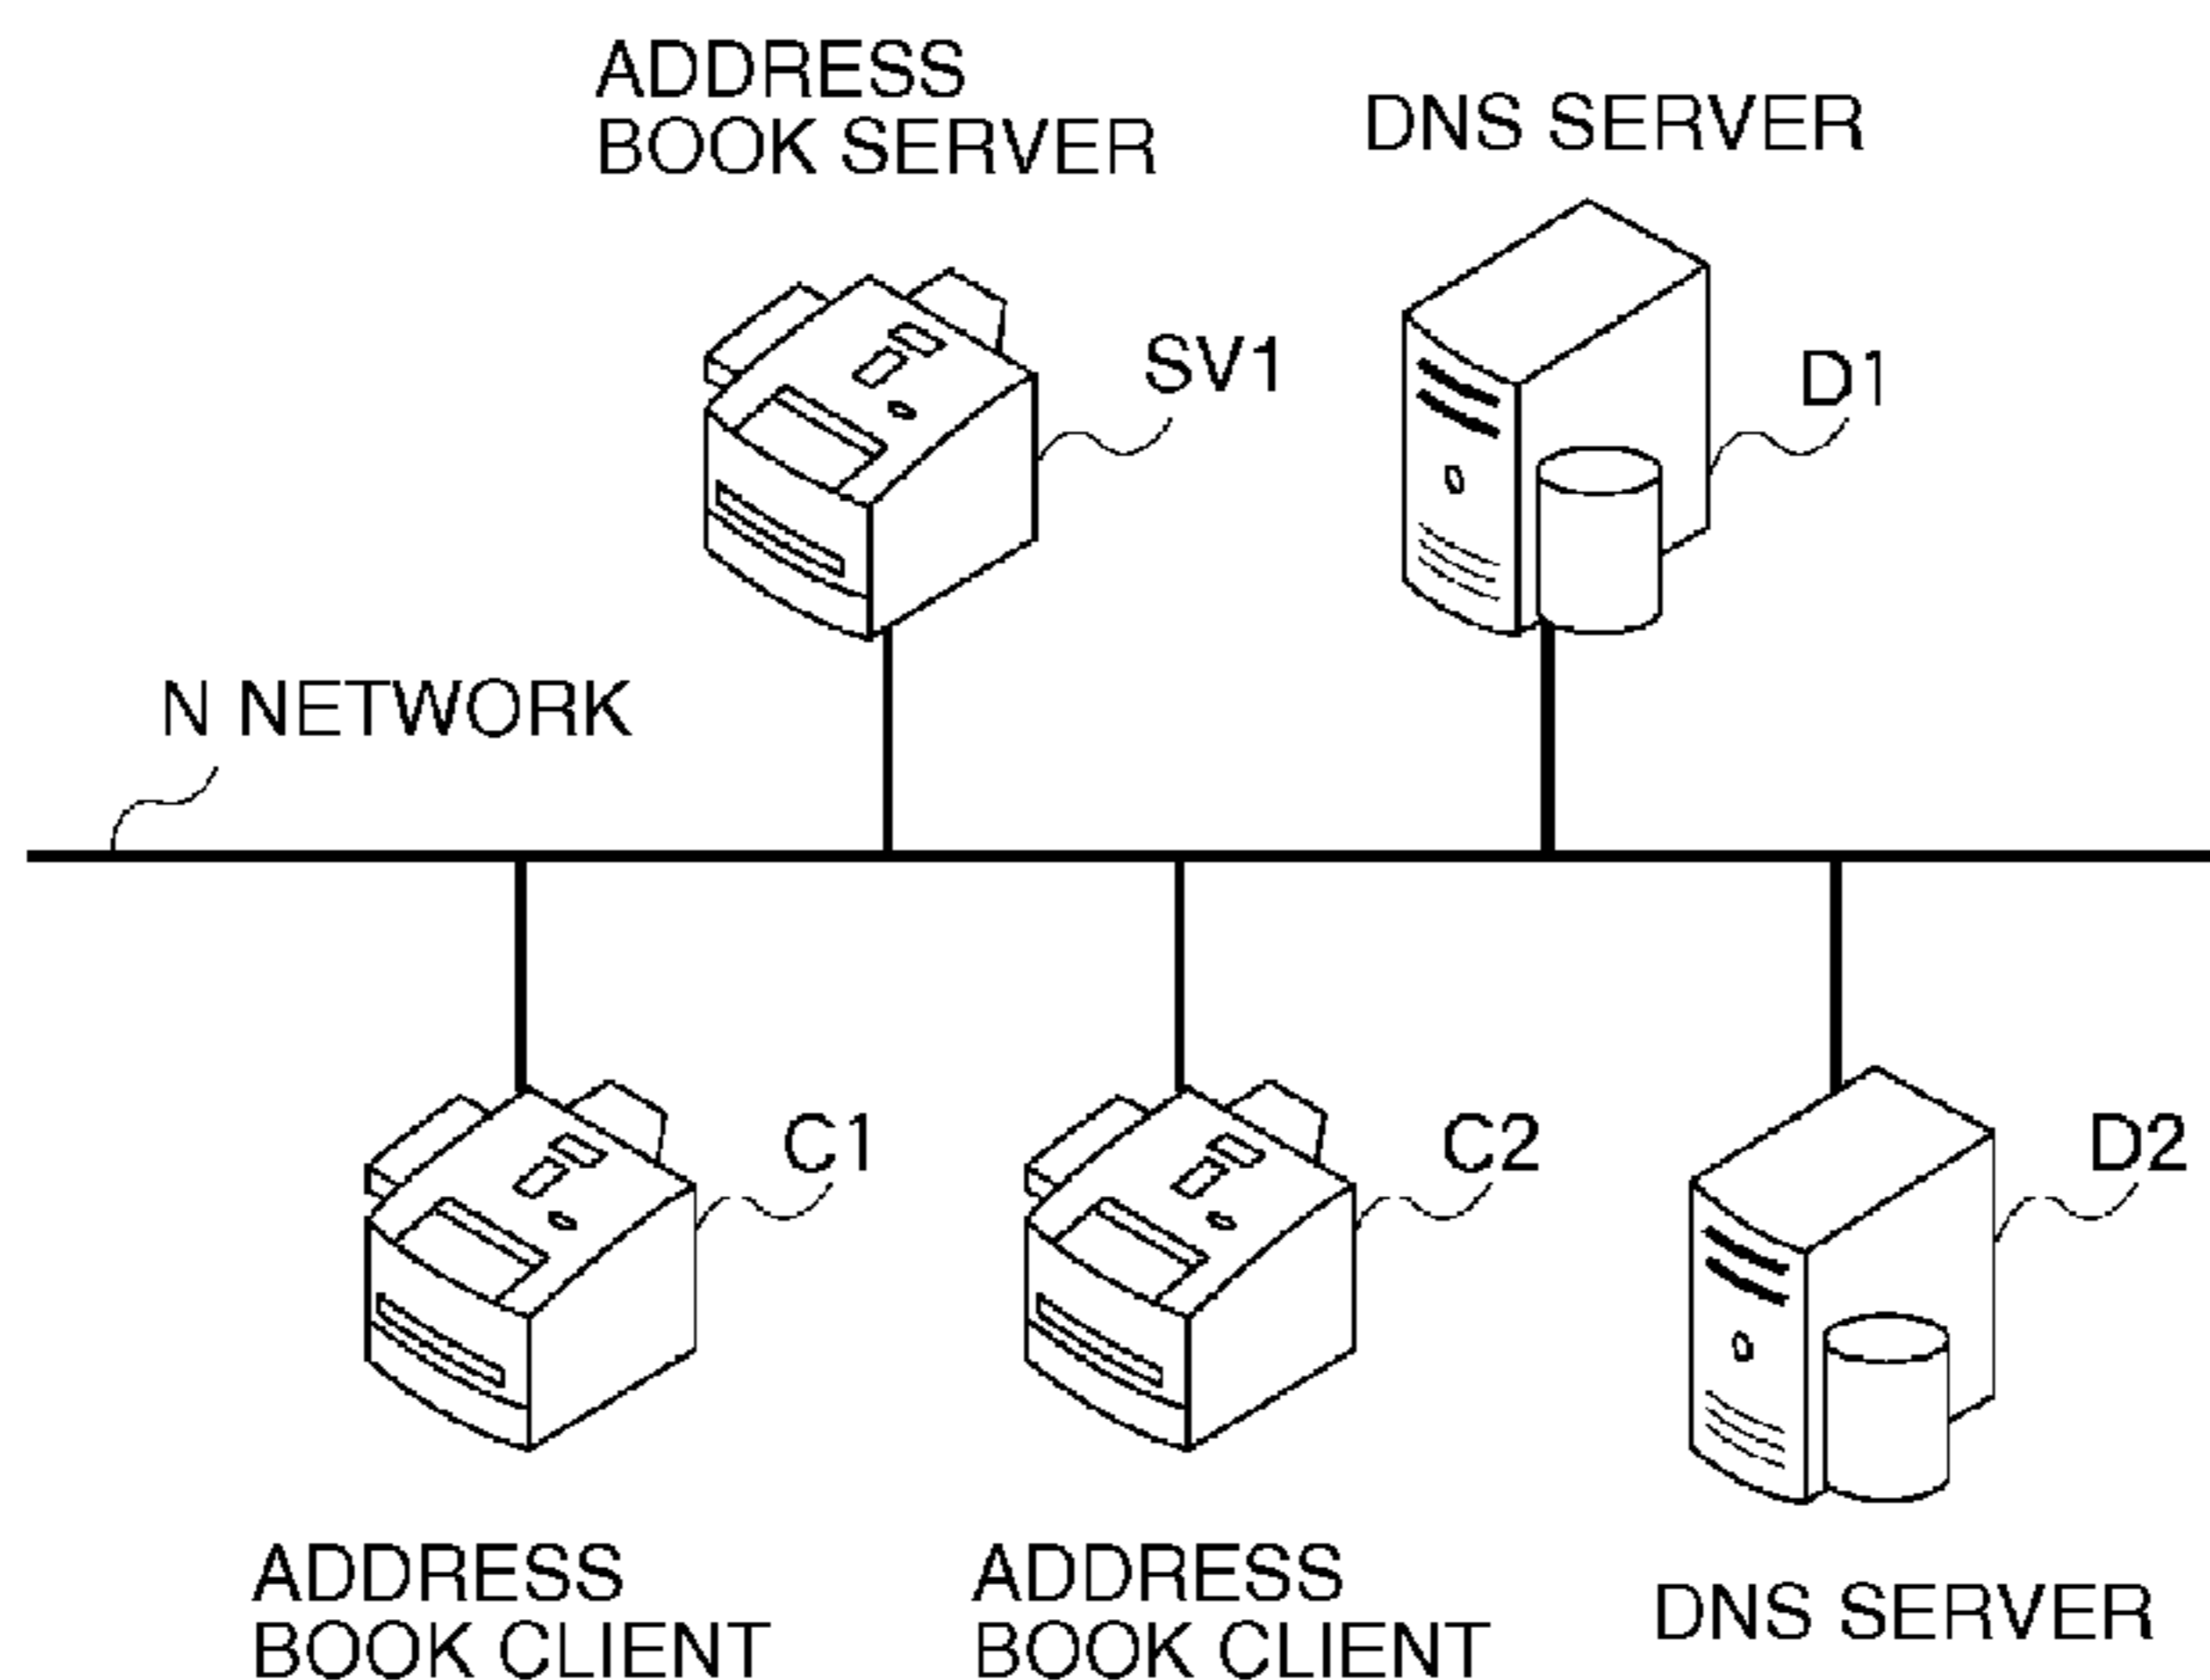 ADDRESS
BOOK SERVER
DNS SERVER
SV1
D1
N NETWORK
C1
C2
D2
ADDRESS
BOOK CLIENT
ADDRESS
BOOK CLIENT
DNS SERVER